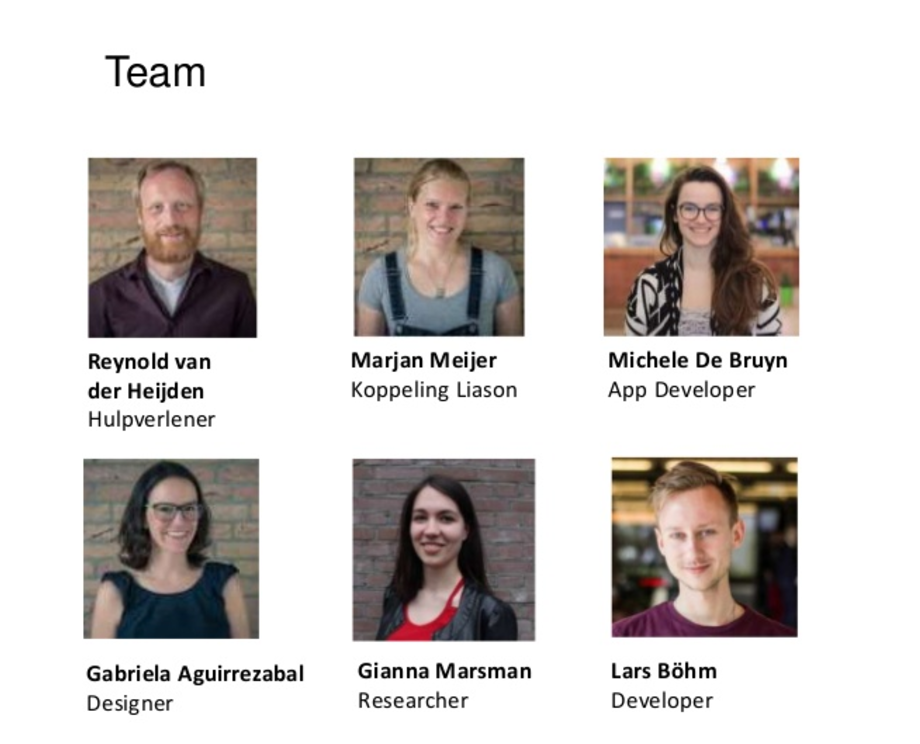 Team
Reynold van
der Heijden
Hulpverlener
Marjan Meijer
Koppeling Liason
Michele De Bruyn
App Developer
Gabriela Aguirrezabal
Designer
Gianna Marsman
Researcher
Lars Böhm
Developer